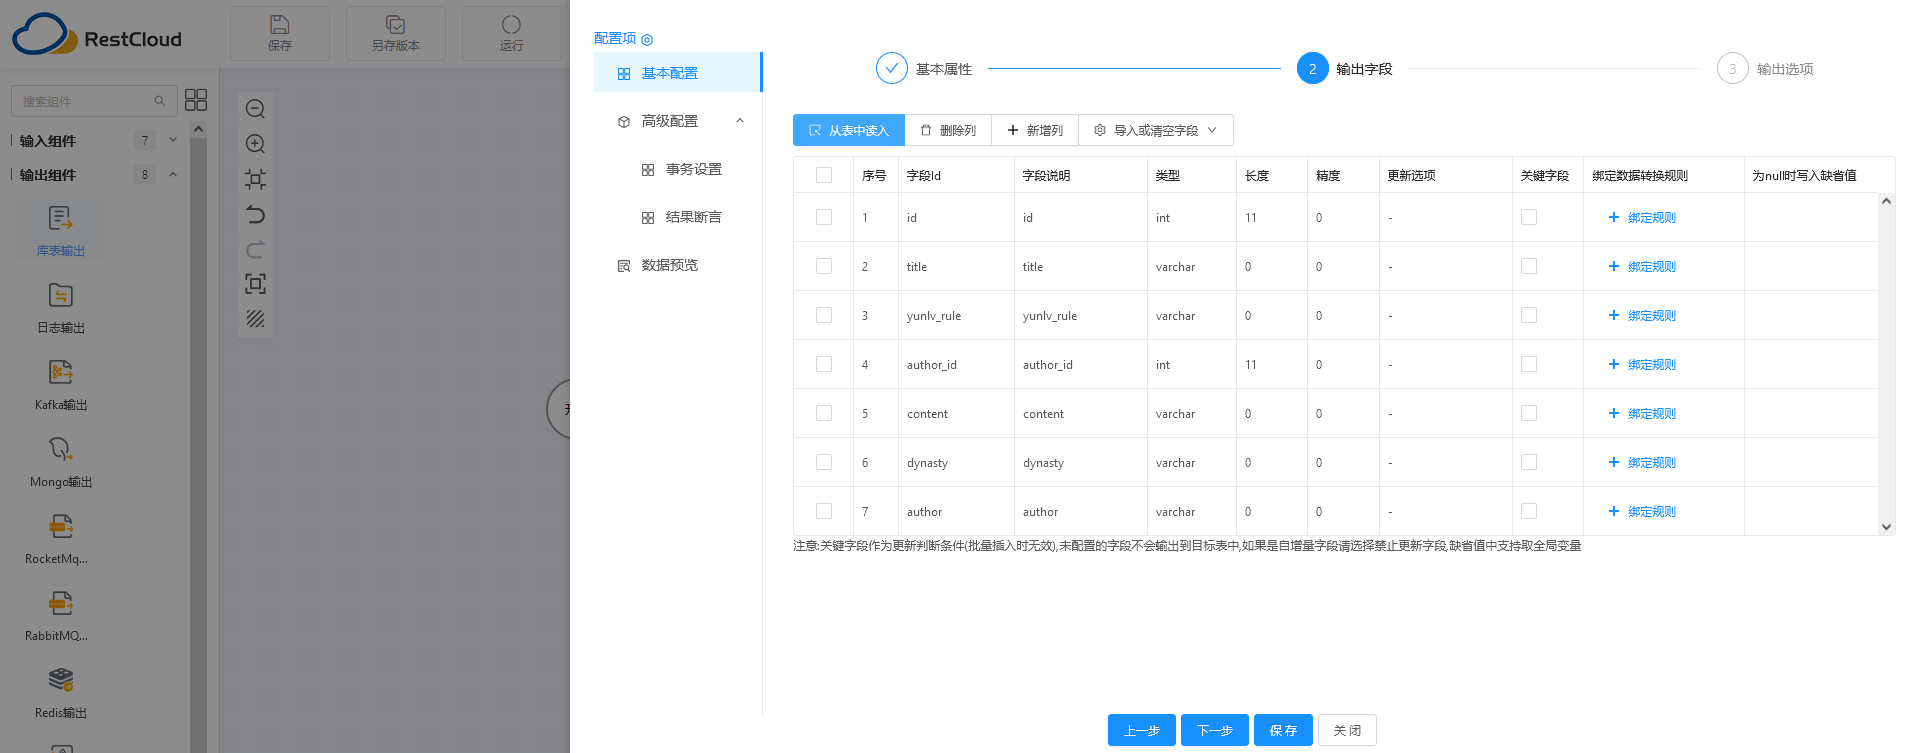 RestCloud
保存
另存版本
运行
搜索组件
输入组件 7
输出组件 8
库表输出
日志输出
Kafka输出
Mongo输出
RocketMq...
RabbitMQ...
Redis输出
配置项
基本配置
高级配置
事务设置
结果断言
数据预览
基本属性
2 输出字段
3 输出选项
从表中读入 删除列 新增列 导入或清空字段
序号 字段Id 字段说明 类型 长度 精度 更新选项 关键字段 绑定数据转换规则 为null时写入缺省值
1 id id int 11 0 - + 绑定规则
2 title title varchar 0 0 - + 绑定规则
3 yunlv_rule yunlv_rule varchar 0 0 - + 绑定规则
4 author_id author_id int 11 0 - + 绑定规则
5 content content varchar 0 0 - + 绑定规则
6 dynasty dynasty varchar 0 0 - + 绑定规则
7 author author varchar 0 0 - + 绑定规则
注意:关键字段作为更新判断条件(批量插入时无效),未配置的字段不会输出到目标表中,如果是自增量字段请选择禁止更新字段,缺省值中支持取全局变量
上一步 下一步 保存 关闭